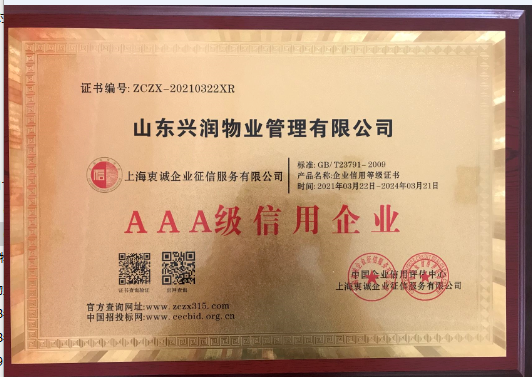 证书编号: ZCZX-20210322XR
山东兴润物业管理有限公司
信
上海衷诚企业征信服务有限公司
标准: GB/T23791-2009
产品名称:企业信用等级证书
时间: 2021年03月22日-2024年03月21日
AAA级信用企业
中国企业信用评信中心
上海衷诚企业征信服务有限公司
官方查询网址:www.zczx315.com
中国招投标网:www.cecbid.org.cn